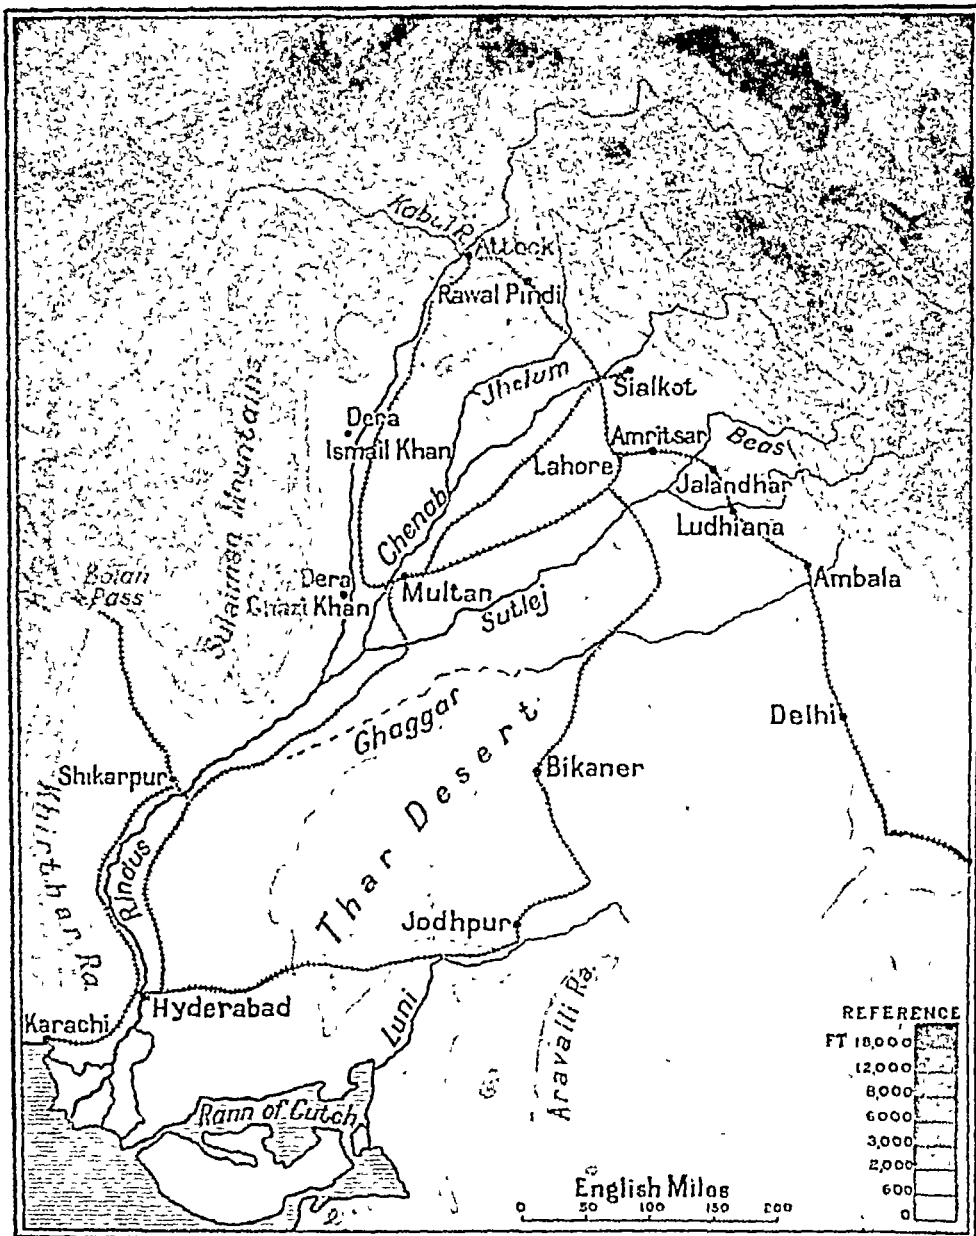 Kabul R.
Attock
Rawal Pindi
Jhelum
Sialkot
Dera
Ismail Khan
Amritsar
Beas
Lahore
Jalandhar
Chenab
Ludhiana
Sulaiman Mountains
Bolan
Pass
Dera
Ghazi Khan
Multan
Sutlej
Ambala
Ghaggar
Delhi
Thar Desert
Shikarpur
Bikaner
Khirthar Ra.
R Indus
Jodhpur
Hyderabad
Karachi
Luni
Aravalli Ra.
Rann of Cutch
REFERENCE
FT 18,000
12,000
8,000
6000
3,000
2,000
600
0
English Miles
0 50 100 150 200